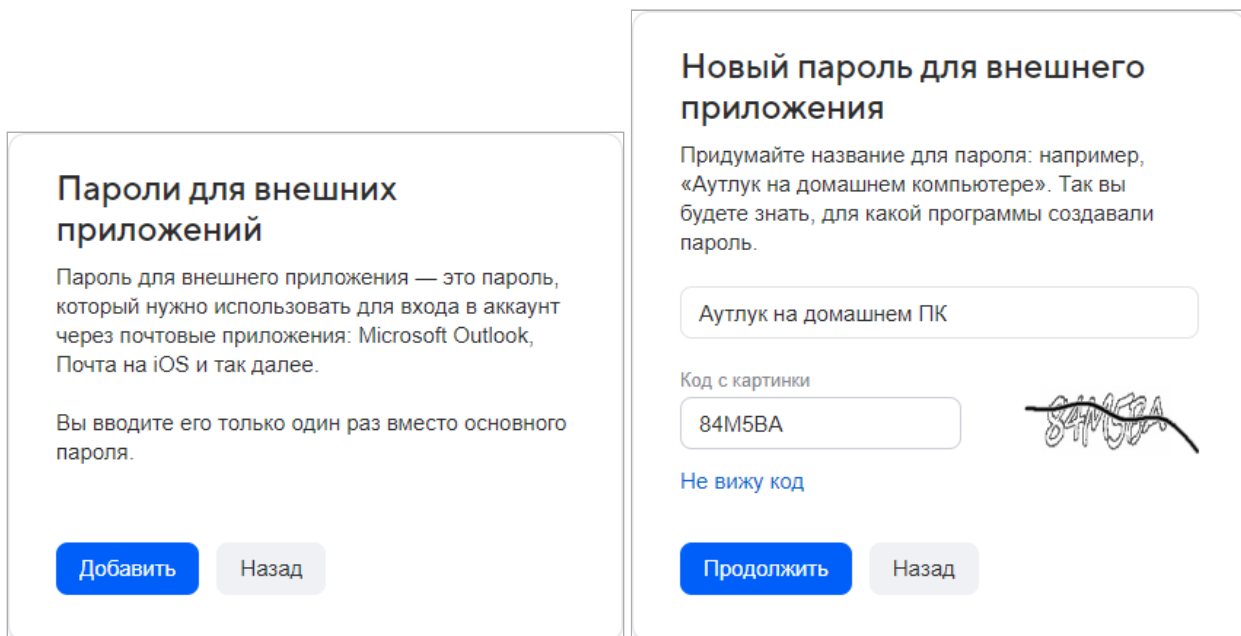 Пароли для внешних
приложений
Пароль для внешнего приложения — это пароль,
который нужно использовать для входа в аккаунт
через почтовые приложения: Microsoft Outlook,
Почта на iOS и так далее.
Вы вводите его только один раз вместо основного
пароля.
Добавить
Назад
Новый пароль для внешнего
приложения
Придумайте название для пароля: например,
«Аутлук на домашнем компьютере». Так вы
будете знать, для какой программы создавали
пароль.
Аутлук на домашнем ПК
Код с картинки
84M5BA
84M5BA
Не вижу код
Продолжить
Назад